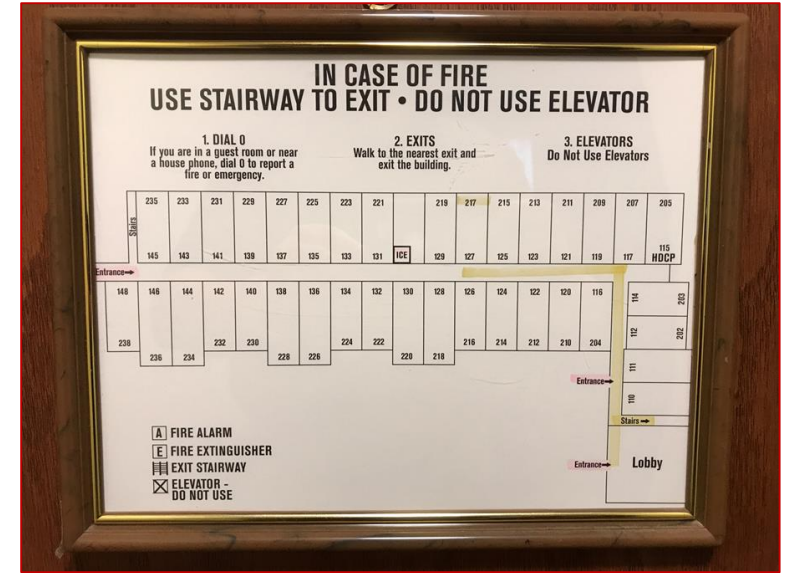 IN CASE OF FIRE
USE STAIRWAY TO EXIT • DO NOT USE ELEVATOR
1. DIAL 0
If you are in a guest room or near
a house phone, dial 0 to report a
fire or emergency.
2. EXITS
Walk to the nearest exit and
exit the building.
3. ELEVATORS
Do Not Use Elevators
235 233 231 229 227 225 223 221 219 217 215 213 211 209 207 205
Stairs
145 143 141 139 137 135 133 131 ICE 129 127 125 123 121 119 117 115
HDCP
Entrance→
148 146 144 142 140 138 136 134 132 130 128 126 124 122 120 116 114 203
112 202
238 236 234 232 230 228 226 224 222 220 218 216 214 212 210 204
111
Entrance→
110
Stairs→
Entrance→ Lobby
A FIRE ALARM
E FIRE EXTINGUISHER
EXIT STAIRWAY
ELEVATOR -
DO NOT USE